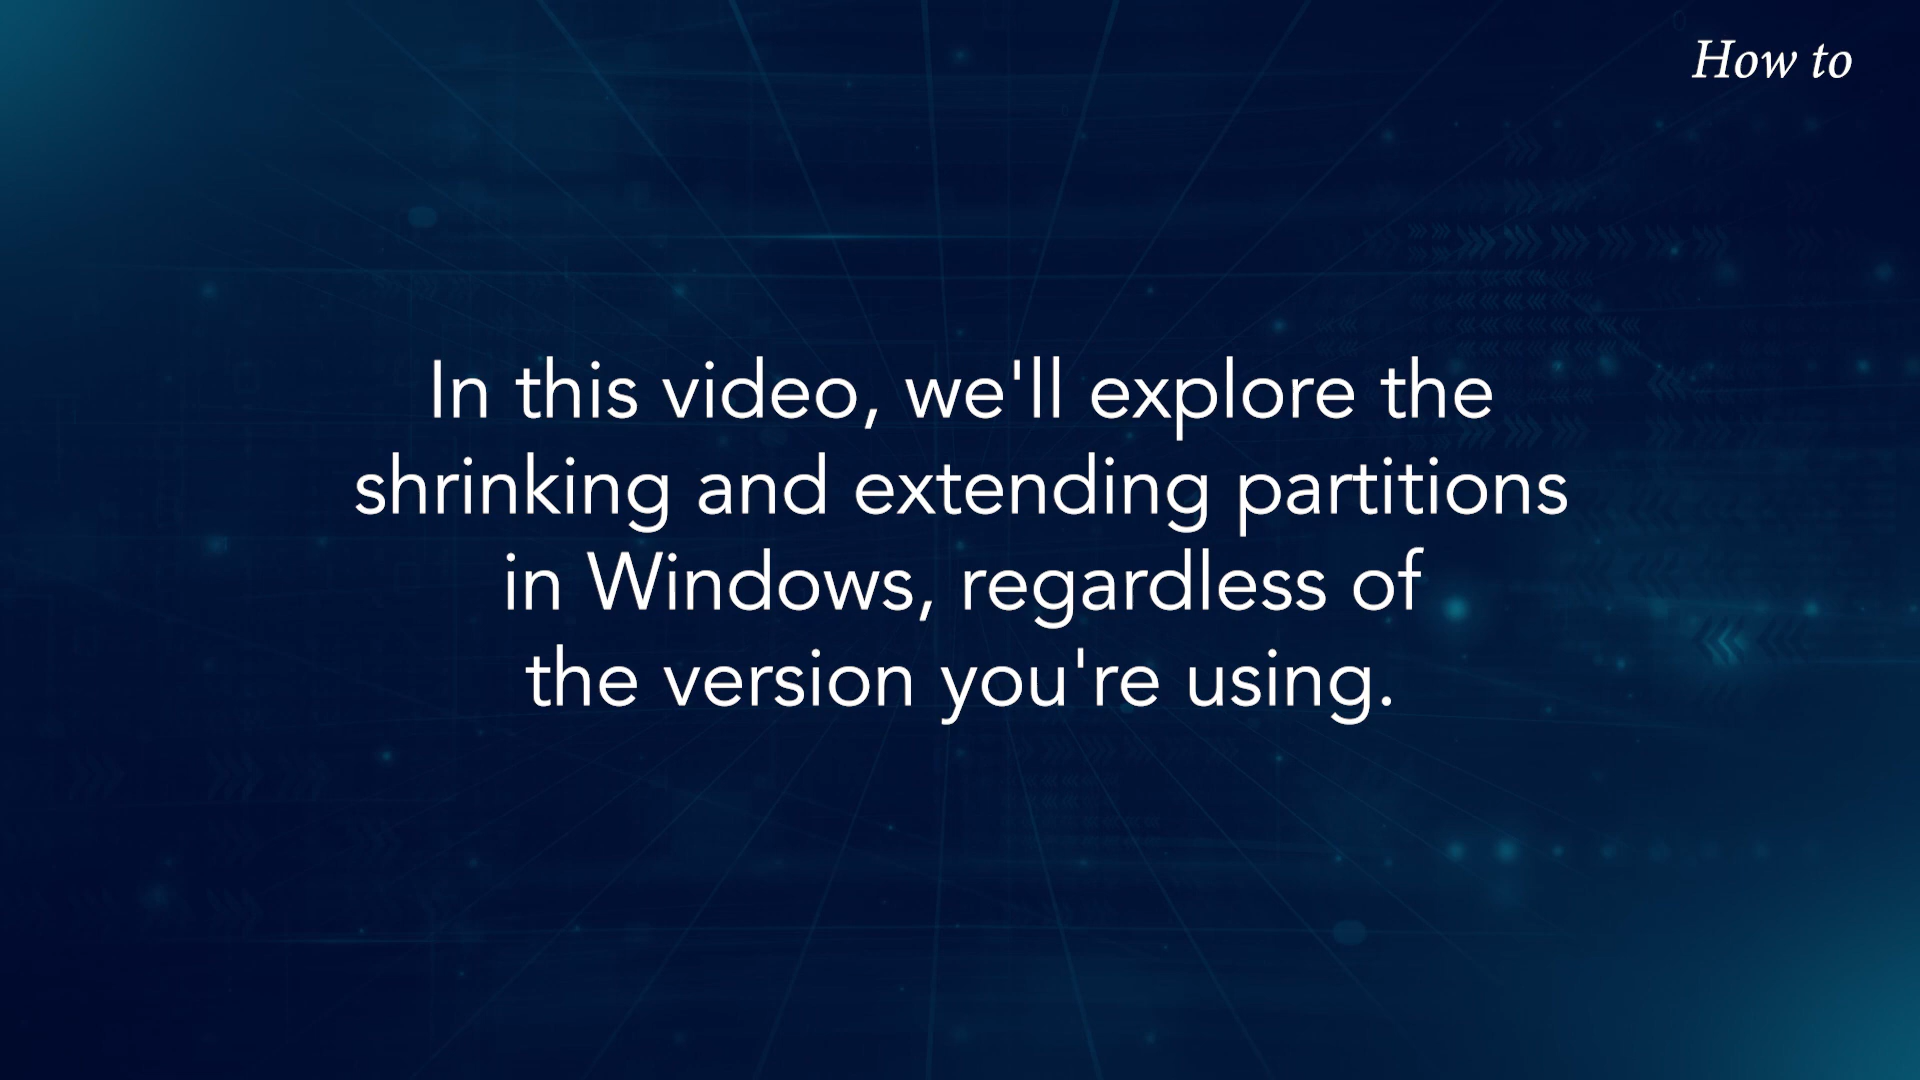 How to
In this video, we'll explore the
shrinking and extending partitions
in Windows, regardless of
the version you're using.